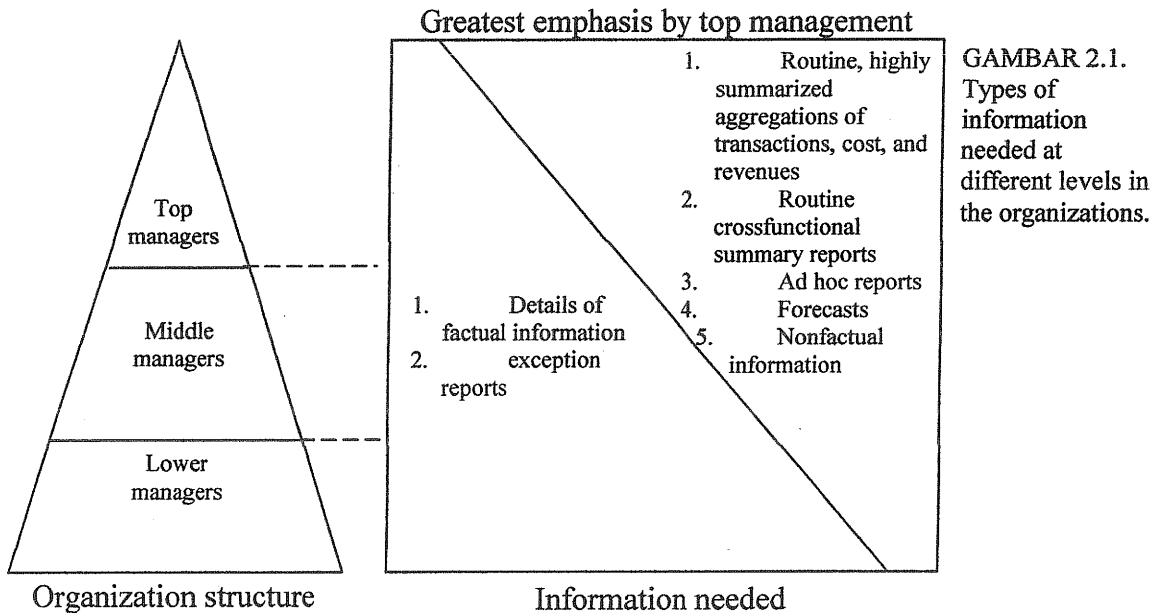 Greatest emphasis by top management
Top
managers
Middle
managers
Lower
managers
Organization structure
1. Details of
factual information
2. exception
reports
1. Routine, highly
summarized
aggregations of
transactions, cost, and
revenues
2. Routine
crossfunctional
summary reports
3. Ad hoc reports
4. Forecasts
5. Nonfactual
information
Information needed
GAMBAR 2.1.
Types of
information
needed at
different levels in
the organizations.